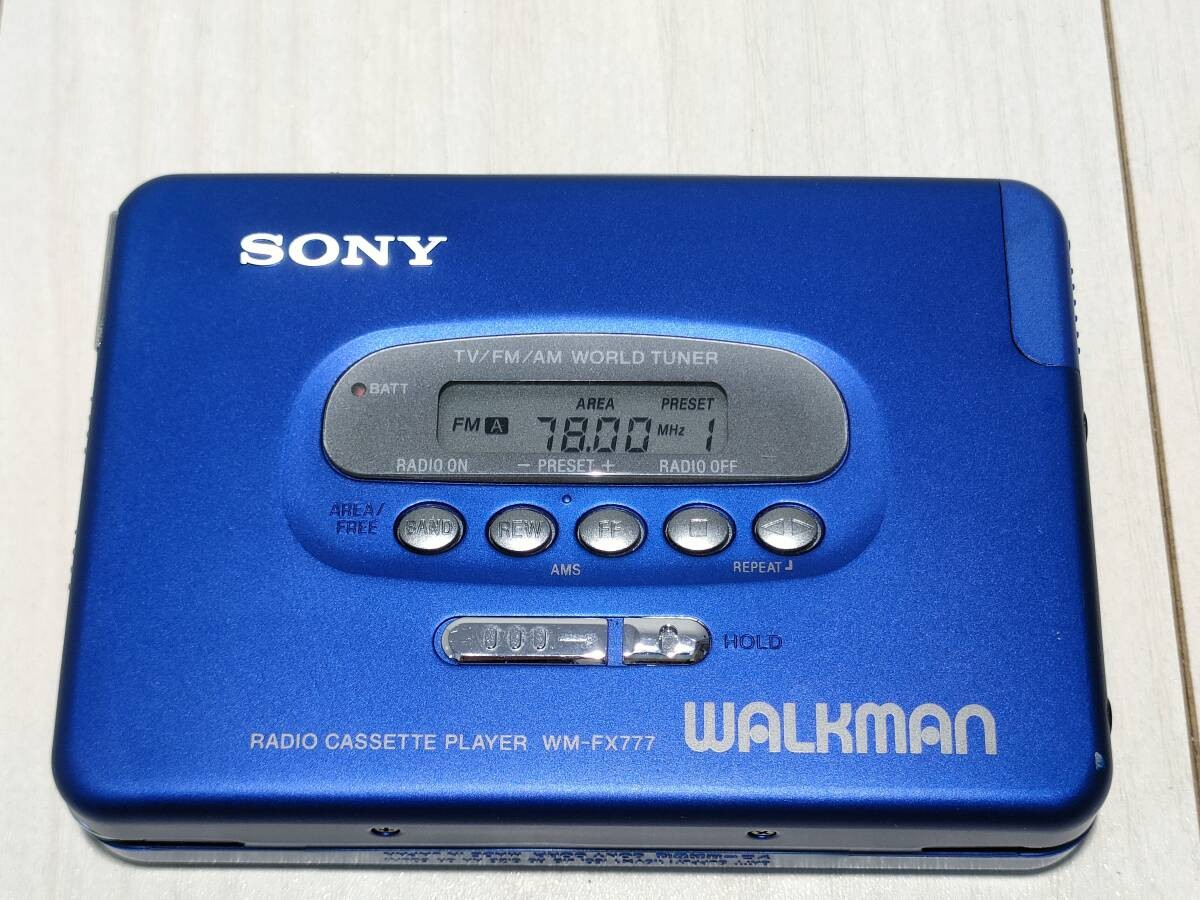 SONY
TV/FM/AM WORLD TUNER
BATT
AREA PRESET
FM A 78.00 MHz 1
RADIO ON − PRESET + RADIO OFF
AREA/
FREE
BAND REW FF
AMS REPEAT
HOLD
RADIO CASSETTE PLAYER WM-FX777
WALKMAN